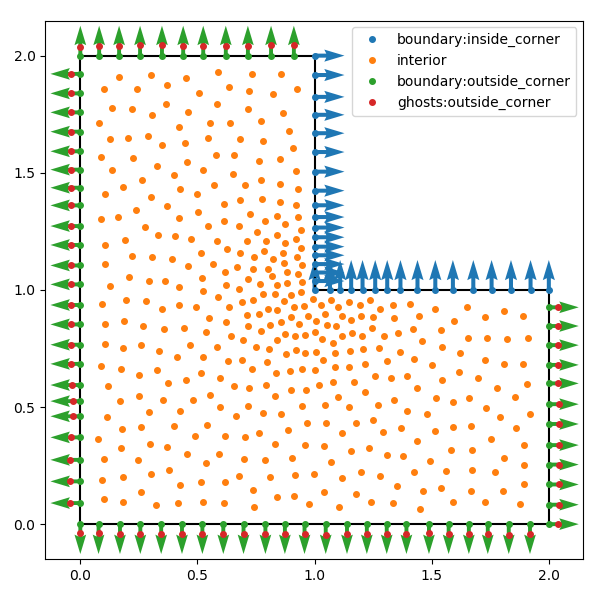 boundary:inside_corner
interior
boundary:outside_corner
ghosts:outside_corner
2.0
1.5
1.0
0.5
0.0
0.0 0.5 1.0 1.5 2.0